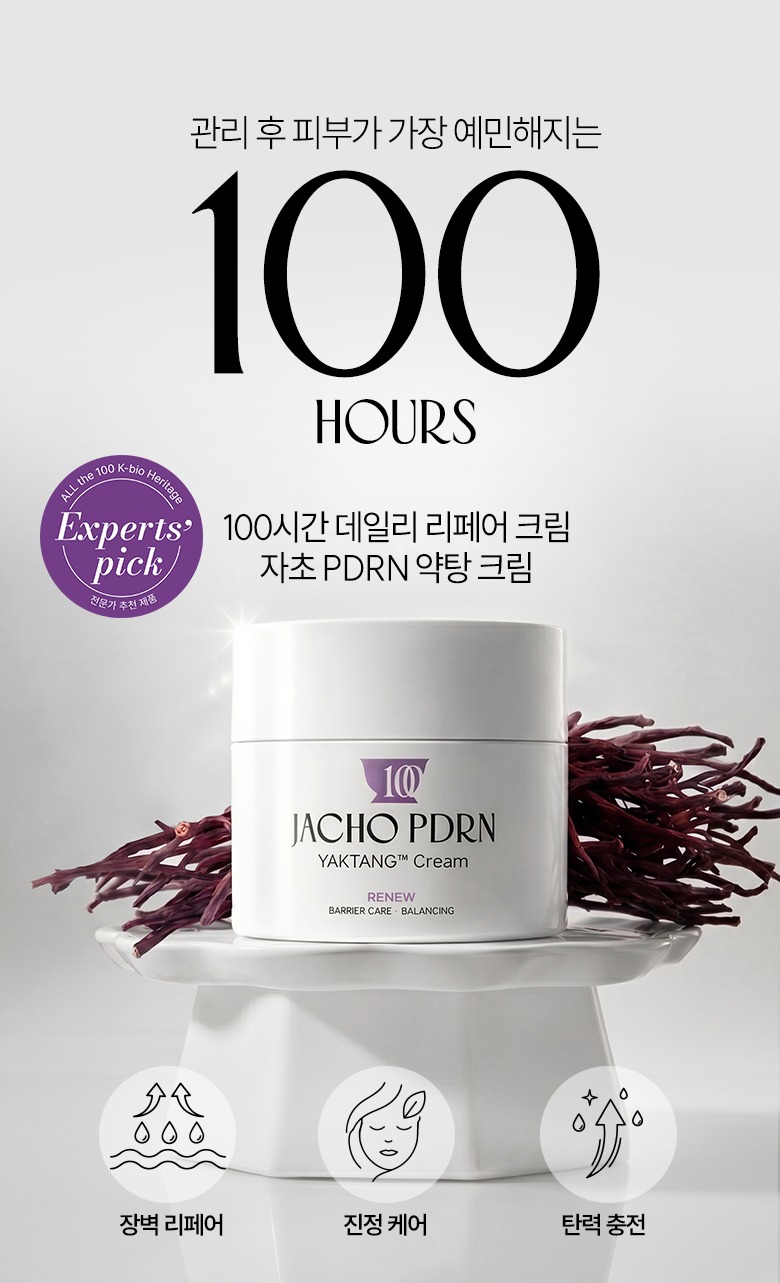 관리 후 피부가 가장 예민해지는
100
HOURS
ALL the 100 K-bio Heritage
Experts’
pick
전문가 추천 제품
100시간 데일리 리페어 크림
자초 PDRN 약탕 크림
100
JACHO PDRN
YAKTANG™ Cream
RENEW
BARRIER CARE · BALANCING
장벽 리페어
진정 케어
탄력 충전